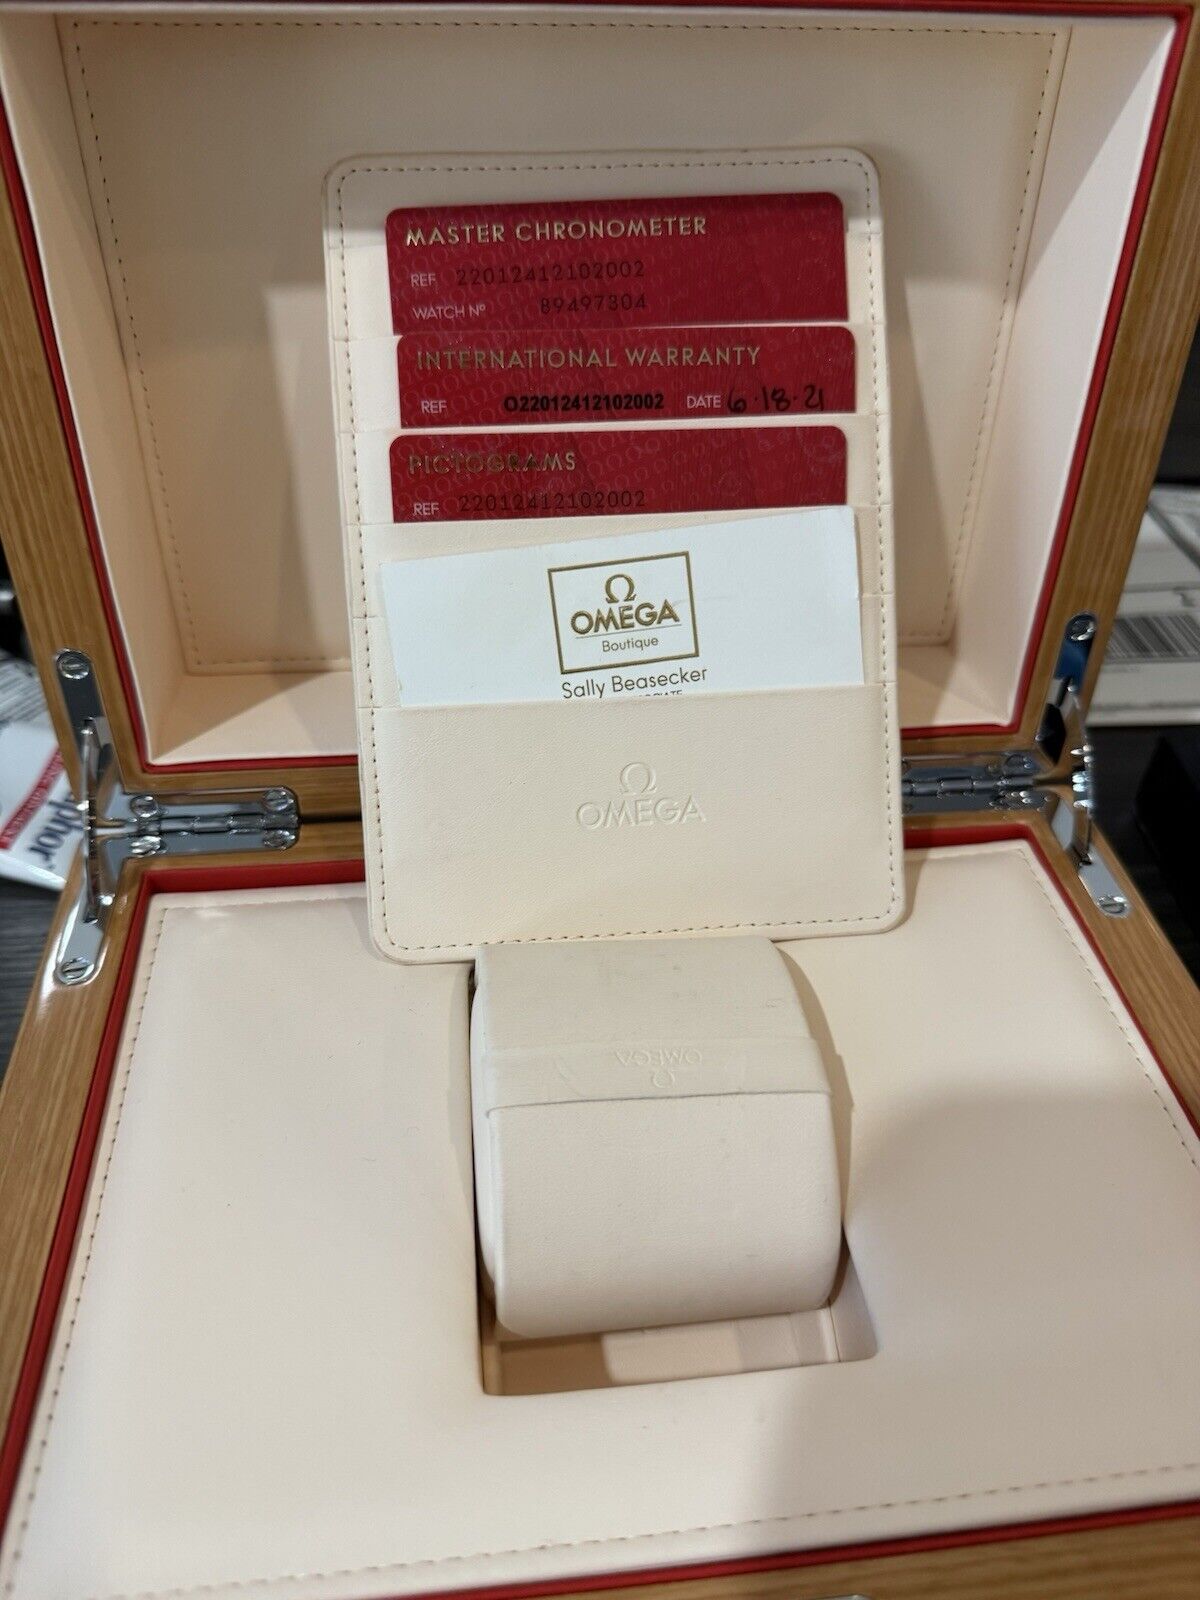 MASTER CHRONOMETER
REF 22012412102002
WATCH Nº 89497304
INTERNATIONAL WARRANTY
REF O22012412102002 DATE 6·18·21
PICTOGRAMS
REF 22012412102002
Ω
OMEGA
Boutique
Sally Beasecker
Ω
OMEGA
OMEGA
Ω
phor